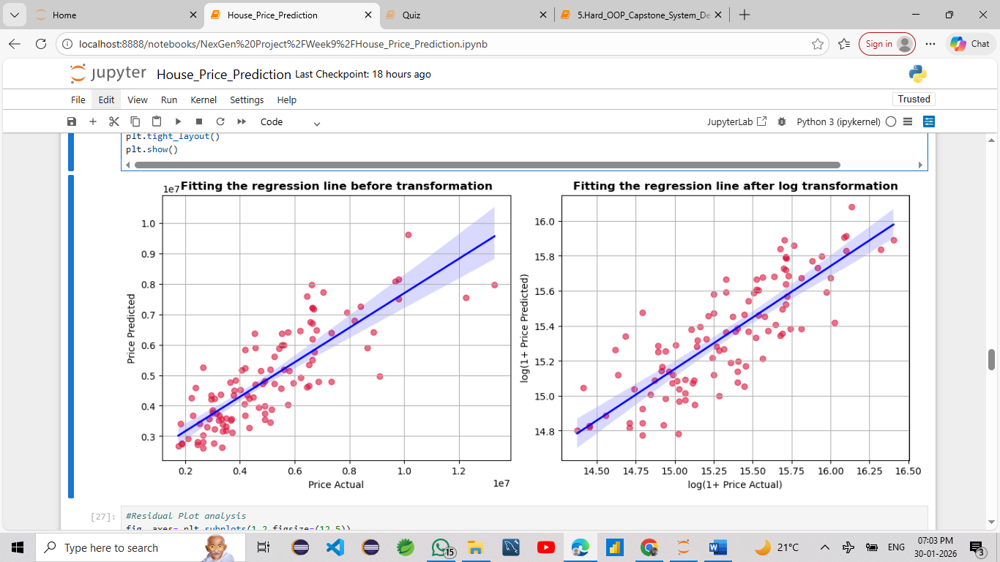 Home
House_Price_Prediction
Quiz
5.Hard_OOP_Capstone_System_De
localhost:8888/notebooks/NexGen%20Project%2FWeek9%2FHouse_Price_Prediction.ipynb
Sign in
Chat
jupyter House_Price_Prediction Last Checkpoint: 18 hours ago
File Edit View Run Kernel Settings Help
Trusted
Code
JupyterLab
Python 3 (ipykernel)
plt.tight_layout()
plt.show()
1e7
Fitting the regression line before transformation
1.0
0.9
0.8
0.7
0.6
0.5
0.4
0.3
Price Predicted
0.2 0.4 0.6 0.8 1.0 1.2
Price Actual
1e7
Fitting the regression line after log transformation
16.0
15.8
15.6
15.4
15.2
15.0
14.8
log(1+ Price Predicted)
14.50 14.75 15.00 15.25 15.50 15.75 16.00 16.25 16.50
log(1+ Price Actual)
[27]:
#Residual Plot analysis
fig, axes= plt.subplots(1,2,figsize=(12,5))
Type here to search
15
21°C
ENG
07:03 PM
30-01-2026
3